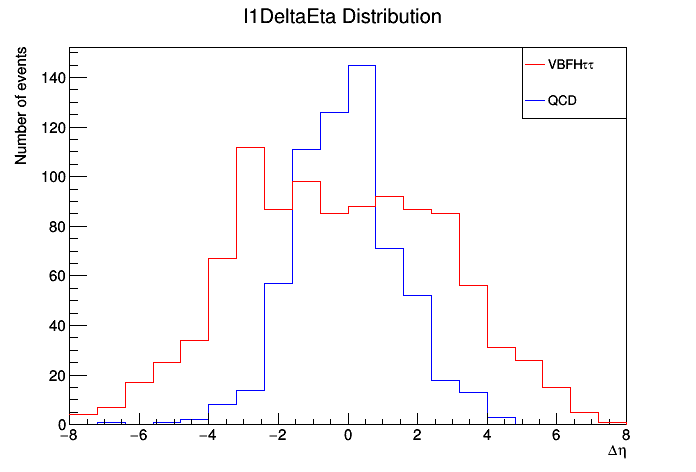 l1DeltaEta Distribution
Number of events
VBFHττ
QCD
140
120
100
80
60
40
20
0
−8 −6 −4 −2 0 2 4 6 8
Δη